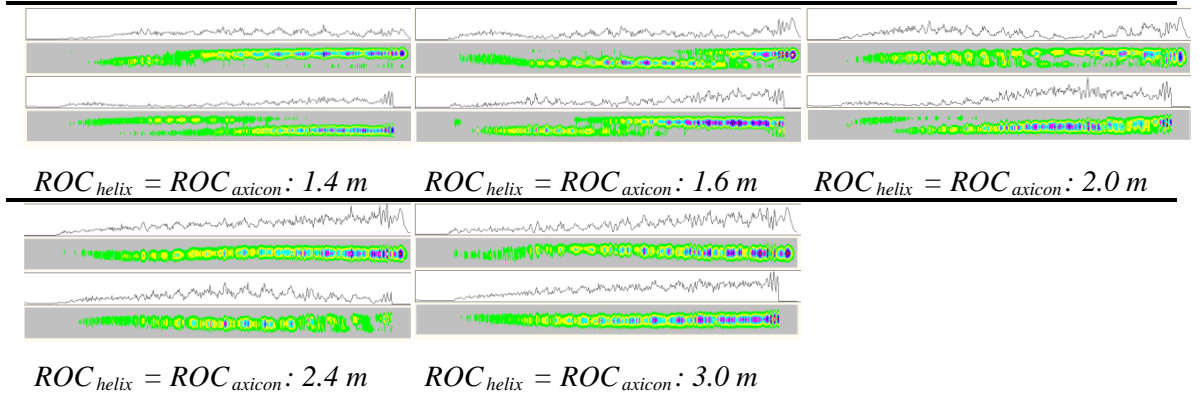 ROC helix = ROC axicon: 1.4 m ROC helix = ROC axicon: 1.6 m ROC helix = ROC axicon: 2.0 m
ROC helix = ROC axicon: 2.4 m ROC helix = ROC axicon: 3.0 m